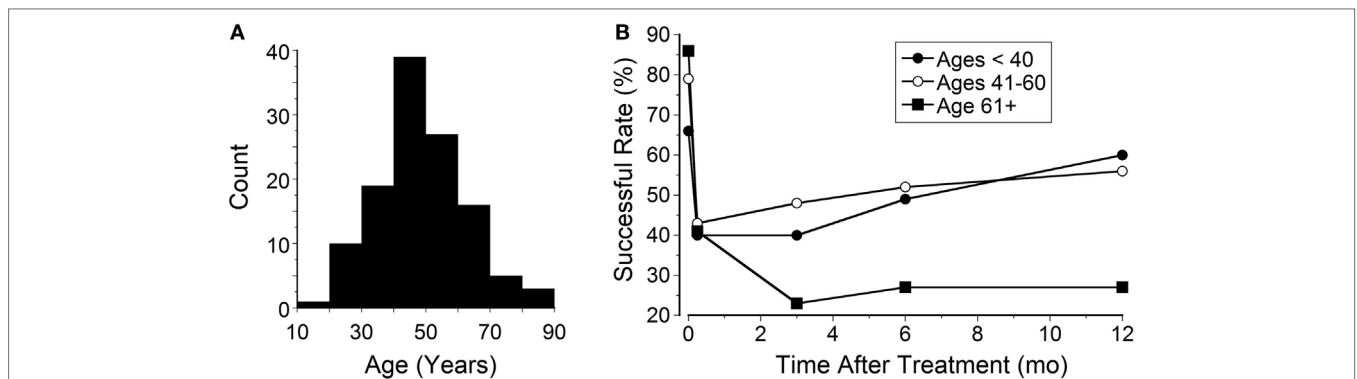 A
Count
40
30
20
10
0
10 30 50 70 90
Age (Years)
B
Successful Rate (%)
90
80
70
60
50
40
30
20
0 2 4 6 8 10 12
Time After Treatment (mo)
Ages < 40
Ages 41-60
Age 61+